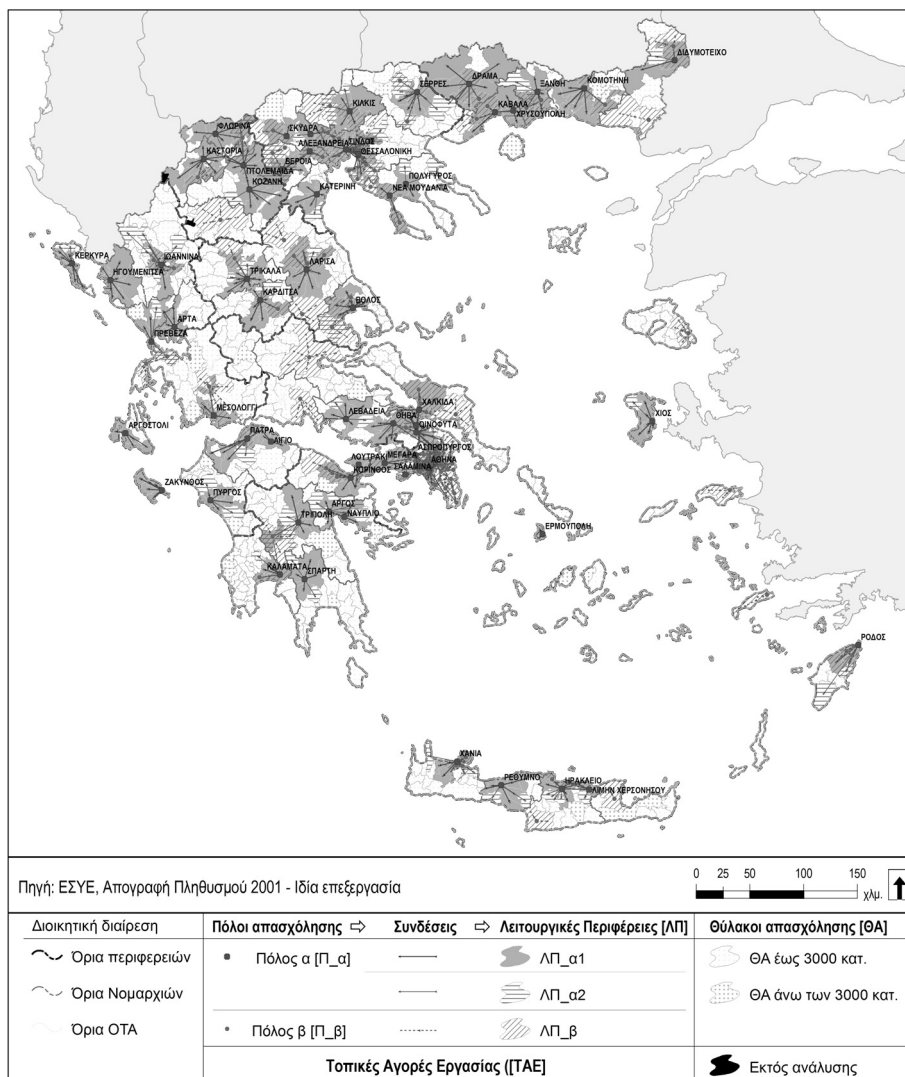 ΔΙΔΥΜΟΤΕΙΧΟ
ΔΡΑΜΑ
ΞΑΝΘΗ
ΚΟΜΟΤΗΝΗ
ΣΕΡΡΕΣ
ΚΑΒΑΛΑ
ΧΡΥΣΟΥΠΟΛΗ
ΚΙΛΚΙΣ
ΦΛΩΡΙΝΑ
ΣΚΥΔΡΑ
ΑΛΕΞΑΝΔΡΕΙΑ
ΣΙΝΔΟΣ
ΘΕΣΣΑΛΟΝΙΚΗ
ΚΑΣΤΟΡΙΑ
ΒΕΡΟΙΑ
ΠΤΟΛΕΜΑΙΔΑ
ΚΟΖΑΝΗ
ΚΑΤΕΡΙΝΗ
ΠΟΛΥΓΥΡΟΣ
ΝΕΑ ΜΟΥΔΑΝΙΑ
ΚΕΡΚΥΡΑ
ΙΩΑΝΝΙΝΑ
ΗΓΟΥΜΕΝΙΤΣΑ
ΤΡΙΚΑΛΑ
ΛΑΡΙΣΑ
ΚΑΡΔΙΤΣΑ
ΒΟΛΟΣ
ΑΡΤΑ
ΠΡΕΒΕΖΑ
ΜΕΣΟΛΟΓΓΙ
ΛΕΒΑΔΕΙΑ
ΧΑΛΚΙΔΑ
ΘΗΒΑ
ΟΙΝΟΦΥΤΑ
ΧΙΟΣ
ΑΡΓΟΣΤΟΛΙ
ΠΑΤΡΑ
ΑΙΓΙΟ
ΑΣΠΡΟΠΥΡΓΟΣ
ΛΟΥΤΡΑΚΙ
ΜΕΓΑΡΑ
ΑΘΗΝΑ
ΣΑΛΑΜΙΝΑ
ΚΟΡΙΝΘΟΣ
ΖΑΚΥΝΘΟΣ
ΠΥΡΓΟΣ
ΑΡΓΟΣ
ΝΑΥΠΛΙΟ
ΤΡΙΠΟΛΗ
ΕΡΜΟΥΠΟΛΗ
ΚΑΛΑΜΑΤΑ
ΣΠΑΡΤΗ
ΡΟΔΟΣ
ΧΑΝΙΑ
ΡΕΘΥΜΝΟ
ΗΡΑΚΛΕΙΟ
ΛΙΜΗΝ ΧΕΡΣΟΝΗΣΟΥ
Πηγή: ΕΣΥΕ, Απογραφή Πληθυσμού 2001 - Ιδία επεξεργασία
0 25 50 100 150
χλμ.
Διοικητική διαίρεση
Όρια περιφερειών
Όρια Νομαρχιών
Όρια ΟΤΑ
Πόλοι απασχόλησης ⇨ Συνδέσεις ⇨ Λειτουργικές Περιφέρειες [ΛΠ]
Πόλος α [Π_α] ΛΠ_α1
ΛΠ_α2
Πόλος β [Π_β] ΛΠ_β
Τοπικές Αγορές Εργασίας ([ΤΑΕ]
Θύλακοι απασχόλησης [ΘΑ]
ΘΑ έως 3000 κατ.
ΘΑ άνω των 3000 κατ.
Εκτός ανάλυσης